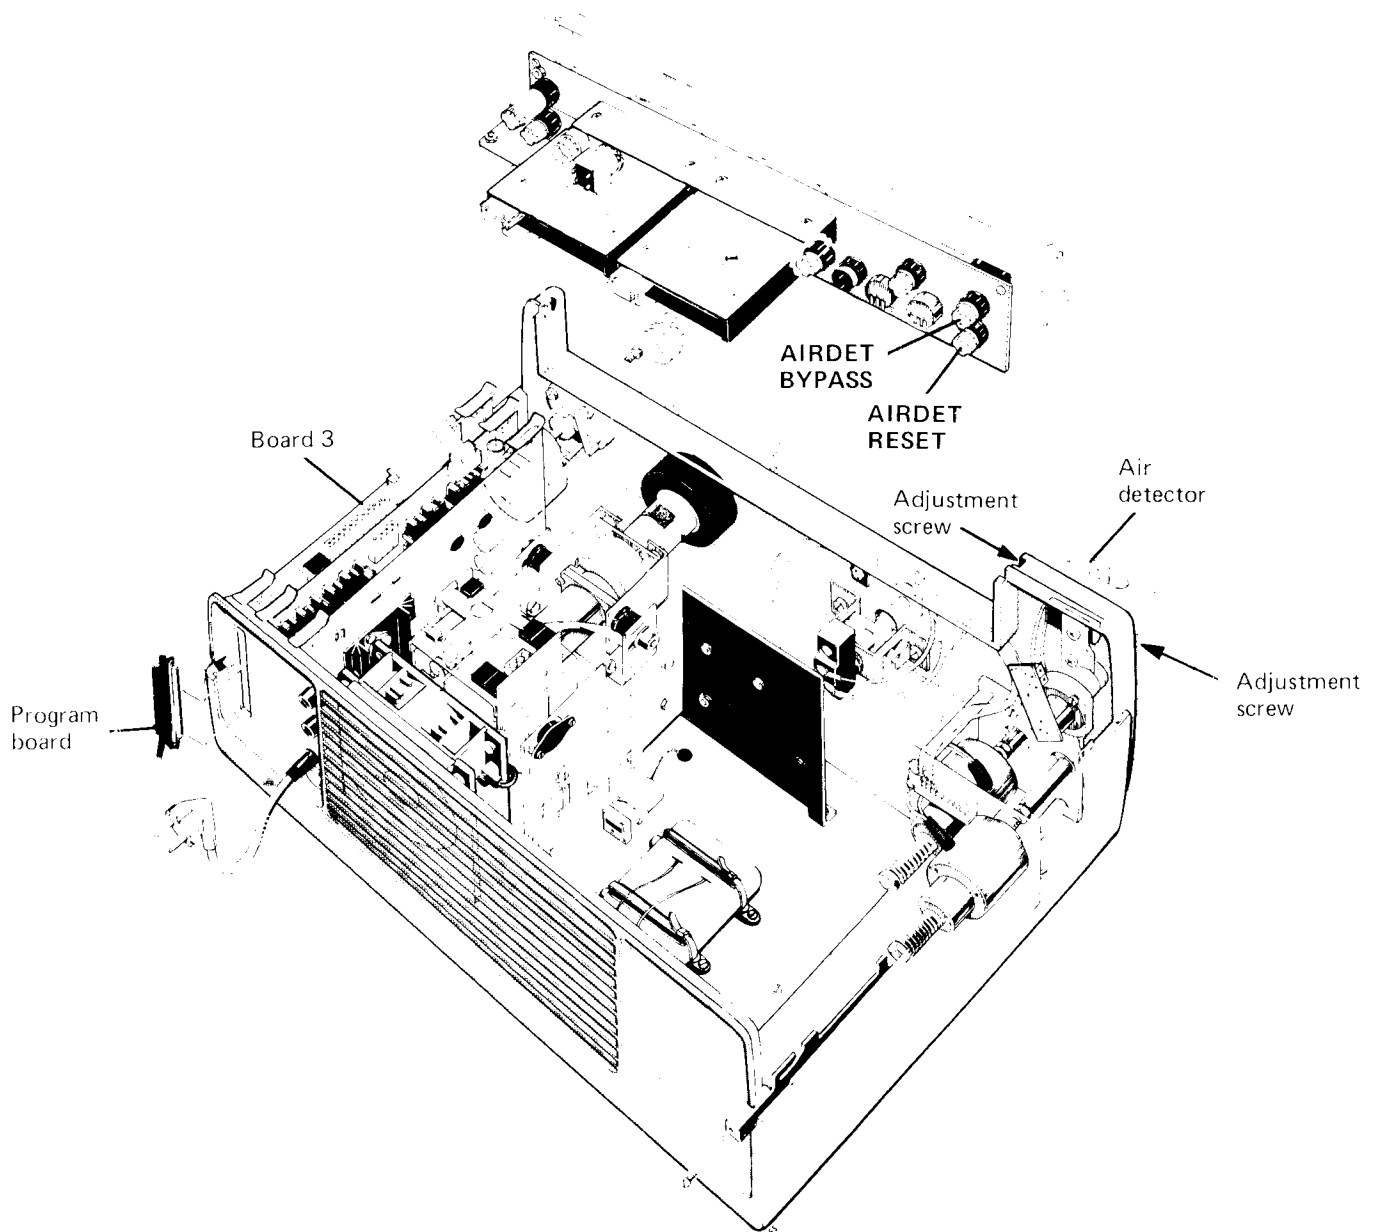 AIRDET
BYPASS
AIRDET
RESET
Board 3
Air
detector
Adjustment
screw
Adjustment
screw
Program
board